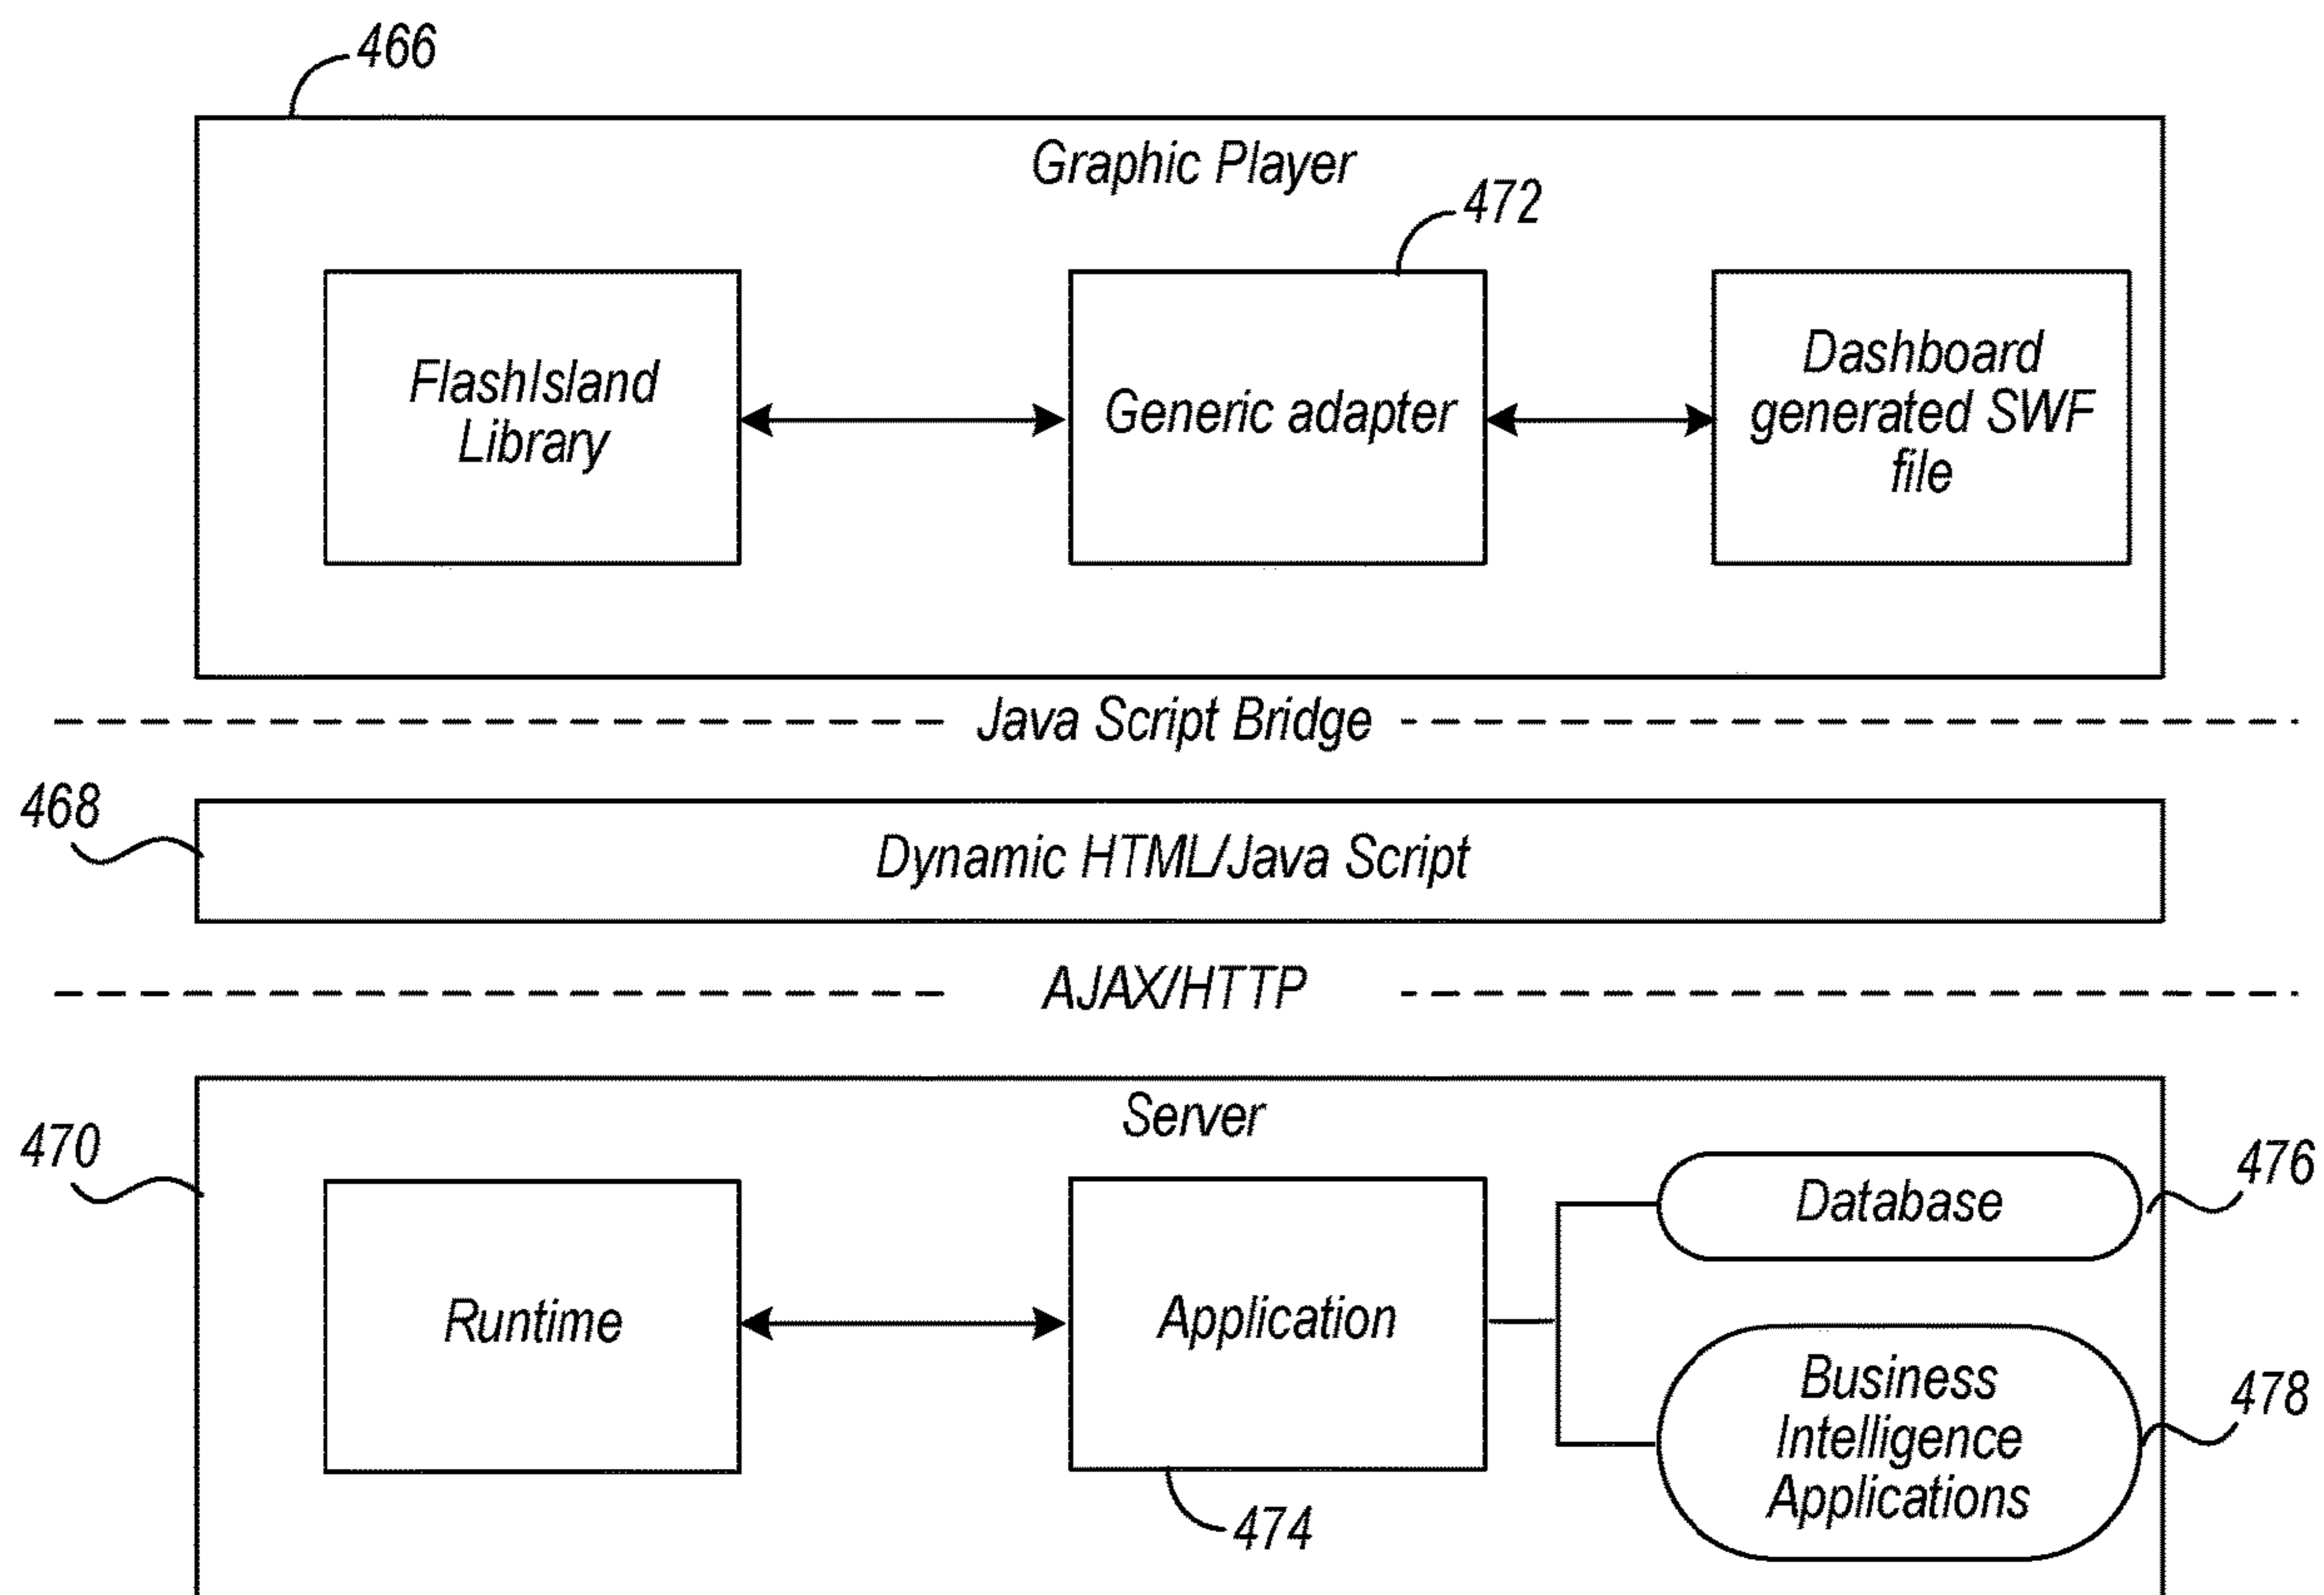 466
Graphic Player
472
FlashIsland
Library
Generic adapter
Dashboard
generated SWF
file
Java Script Bridge
468
Dynamic HTML/Java Script
AJAX/HTTP
Server
470
476
Database
Runtime
Application
Business
Intelligence
Applications
478
474